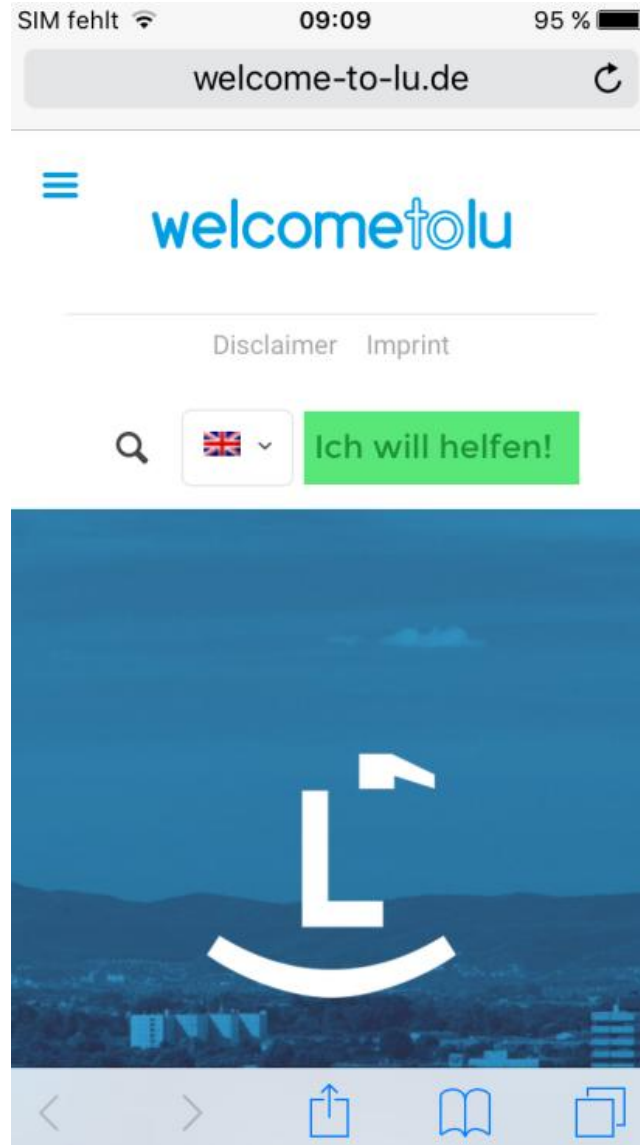 SIM fehlt 09:09 95 %
welcome-to-lu.de
welcometolu
Disclaimer Imprint
Ich will helfen!